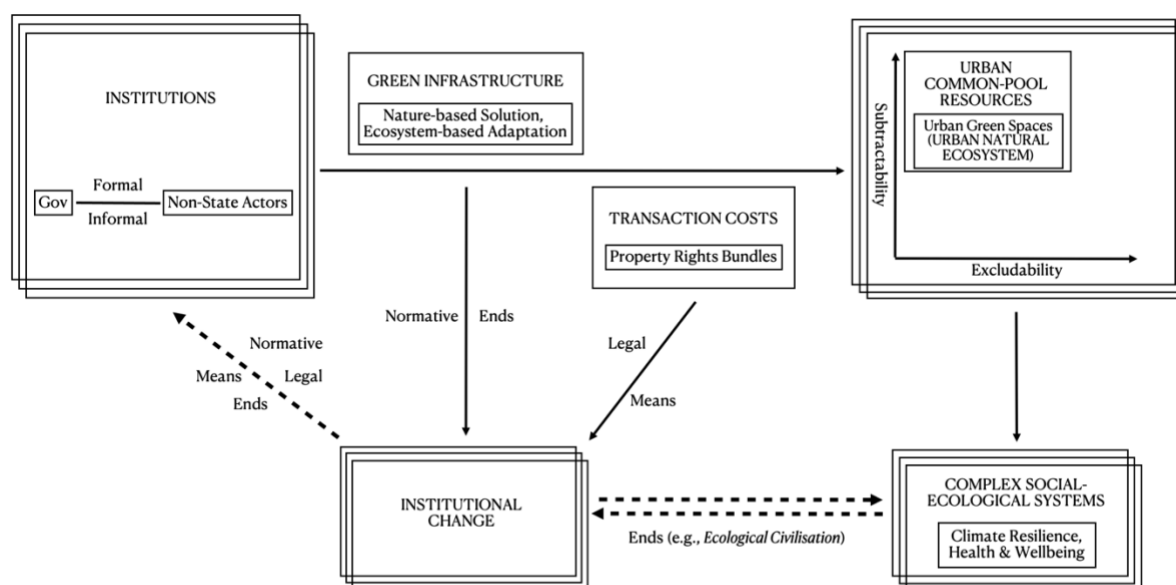 INSTITUTIONS
Formal
Gov
Non-State Actors
Informal
GREEN INFRASTRUCTURE
Nature-based Solution,
Ecosystem-based Adaptation
TRANSACTION COSTS
Property Rights Bundles
Subtractability
URBAN
COMMON-POOL
RESOURCES
Urban Green Spaces
(URBAN NATURAL
ECOSYSTEM)
Excludability
Normative
Ends
Legal
Means
Normative
Means
Legal
Ends
INSTITUTIONAL
CHANGE
Ends (e.g., Ecological Civilisation)
COMPLEX SOCIAL-
ECOLOGICAL SYSTEMS
Climate Resilience,
Health & Wellbeing